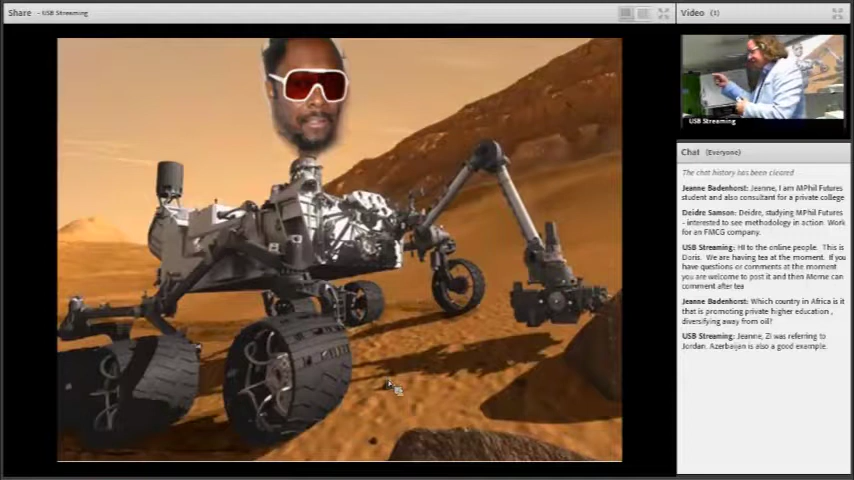 Share - USB Streaming
Video (1)
USB Streaming
Chat (Everyone)
The chat history has been cleared
Jeanne Badenhorst: Jeanne, I am MPhil Futures
student and also consultant for a private college
Deidre Samson: Deidre, studying MPhil Futures
- interested to see methodology in action. Work
for an FMCG company.
USB Streaming: HI to the online people. This is
Doris. We are having tea at the moment. If you
have questions or comments at the moment
you are welcome to post it and then Morne can
comment after tea
Jeanne Badenhorst: Which country in Africa is it
that is promoting private higher education ,
diversifying away from oil?
USB Streaming: Jeanne, ZI was referring to
Jordan. Azerbaijan is also a good example.